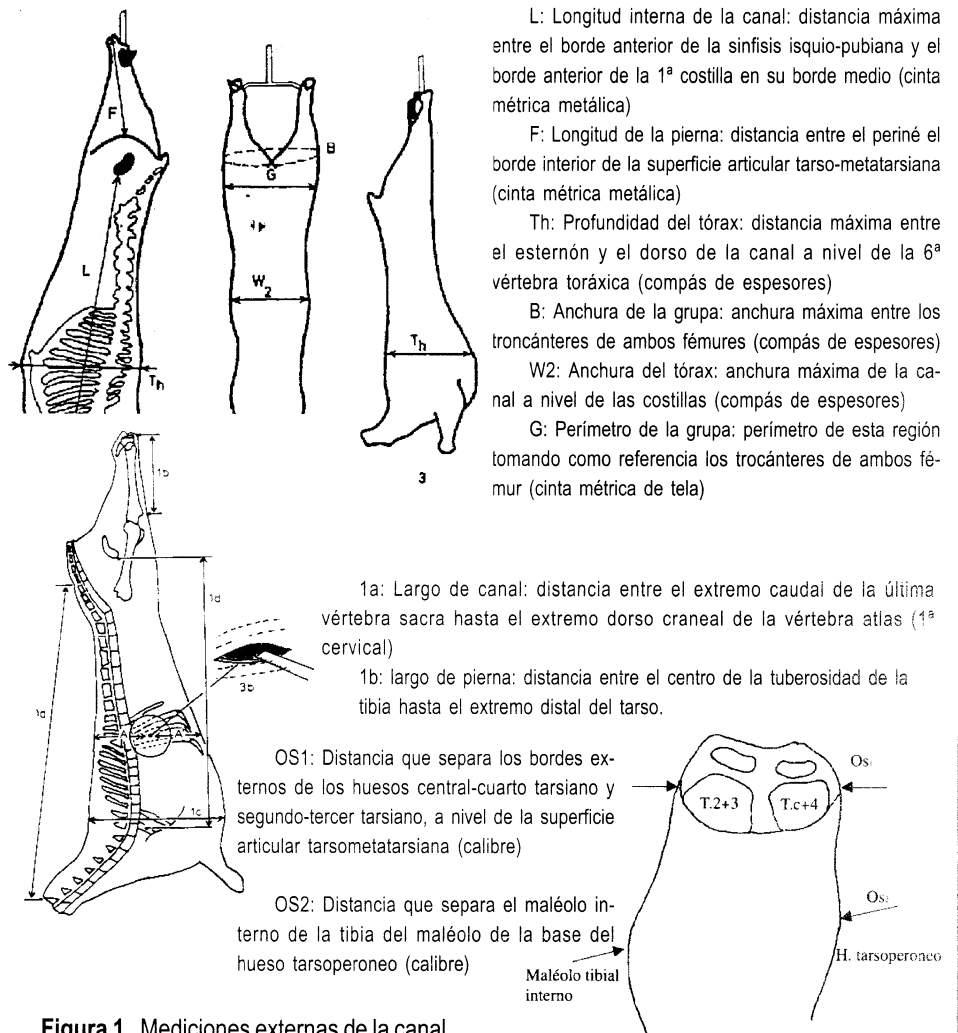 L: Longitud interna de la canal: distancia máxima
entre el borde anterior de la sinfisis isquio-pubiana y el
borde anterior de la 1ª costilla en su borde medio (cinta
métrica metálica)
F: Longitud de la pierna: distancia entre el periné el
borde interior de la superficie articular tarso-metatarsiana
(cinta métrica metálica)
Th: Profundidad del tórax: distancia máxima entre
el esternón y el dorso de la canal a nivel de la 6ª
vértebra toráxica (compás de espesores)
B: Anchura de la grupa: anchura máxima entre los
troncánteres de ambos fémures (compás de espesores)
W2: Anchura del tórax: anchura máxima de la ca-
nal a nivel de las costillas (compás de espesores)
G: Perímetro de la grupa: perímetro de esta región
tomando como referencia los trocánteres de ambos fé-
mur (cinta métrica de tela)
F
L
Th
B
G
W2
Th
3
1a: Largo de canal: distancia entre el extremo caudal de la última
vértebra sacra hasta el extremo dorso craneal de la vértebra atlas (1ª
cervical)
1b: largo de pierna: distancia entre el centro de la tuberosidad de la
tibia hasta el extremo distal del tarso.
1b
1d
3b
A
A
1c
OS1: Distancia que separa los bordes ex-
ternos de los huesos central-cuarto tarsiano y
segundo-tercer tarsiano, a nivel de la superficie
articular tarsometatarsiana (calibre)
OS2: Distancia que separa el maléolo in-
terno de la tibia del maléolo de la base del
hueso tarsoperoneo (calibre)
Os1
T.2+3
T.c+4
Os2
H. tarsoperoneo
Maléolo tibial
interno
Figura 1. Mediciones externas de la canal